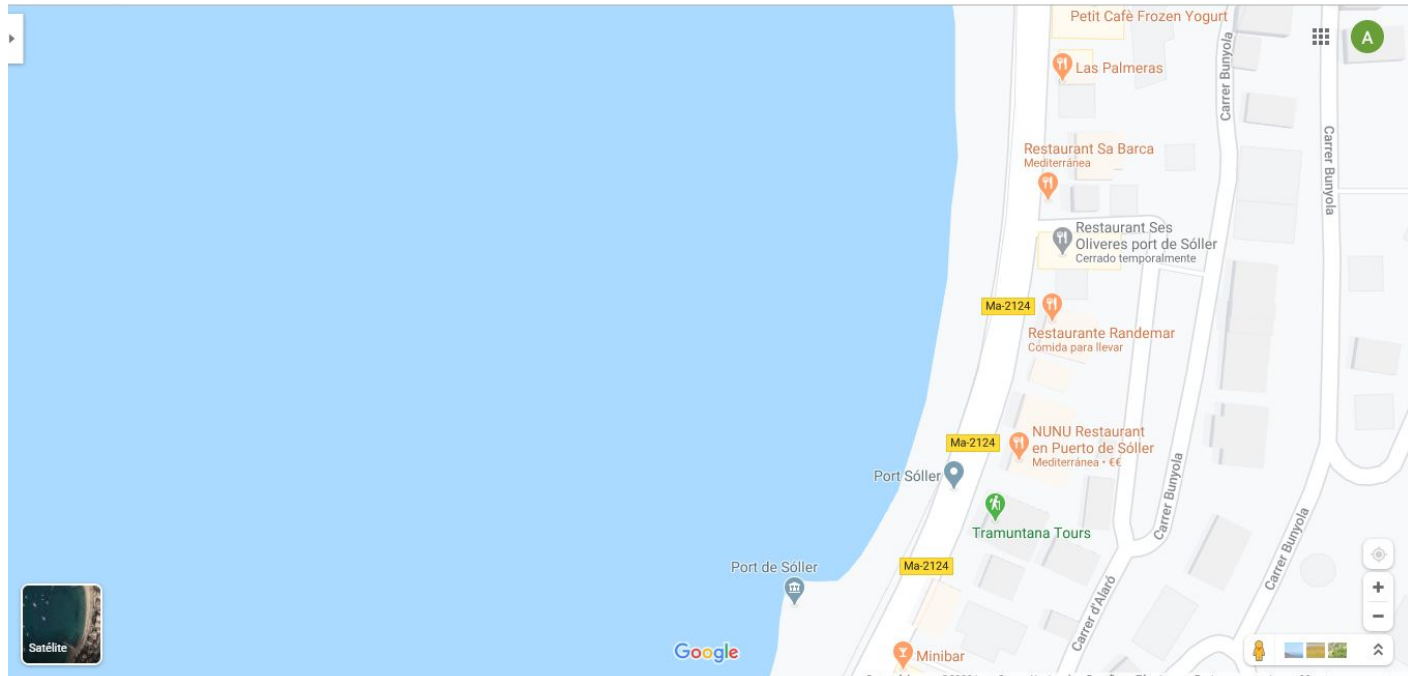 Petit Cafè Frozen Yogurt
A
Las Palmeras
Carrer Bunyola
Carrer Bunyola
Restaurant Sa Barca
Mediterránea
Restaurant Ses
Oliveres port de Sóller
Cerrado temporalmente
Ma-2124
Restaurante Randemar
Comida para llevar
Ma-2124
NUNU Restaurant
en Puerto de Sóller
Mediterránea · €€
Port Sóller
Carrer Bunyola
Tramuntana Tours
Carrer Bunyola
Port de Sóller
Ma-2124
Carrer d'Alaró
Satélite
Google
Minibar